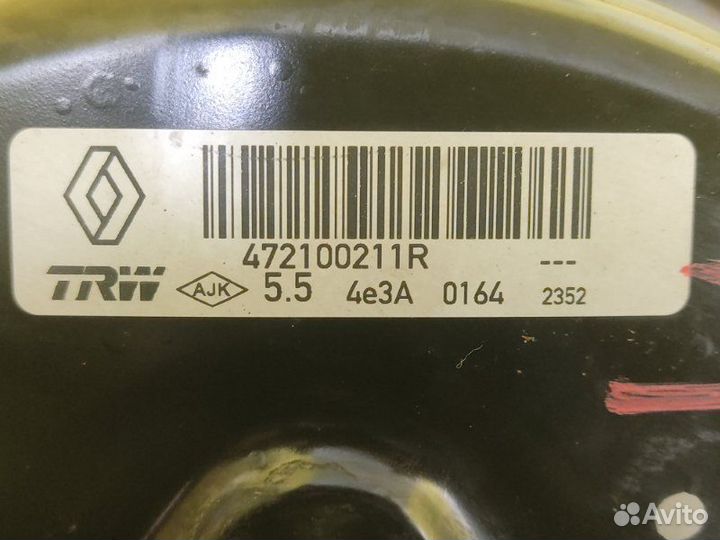 472100211R ---
TRW AJK 5.5 4e3A 0164 2352
Avito